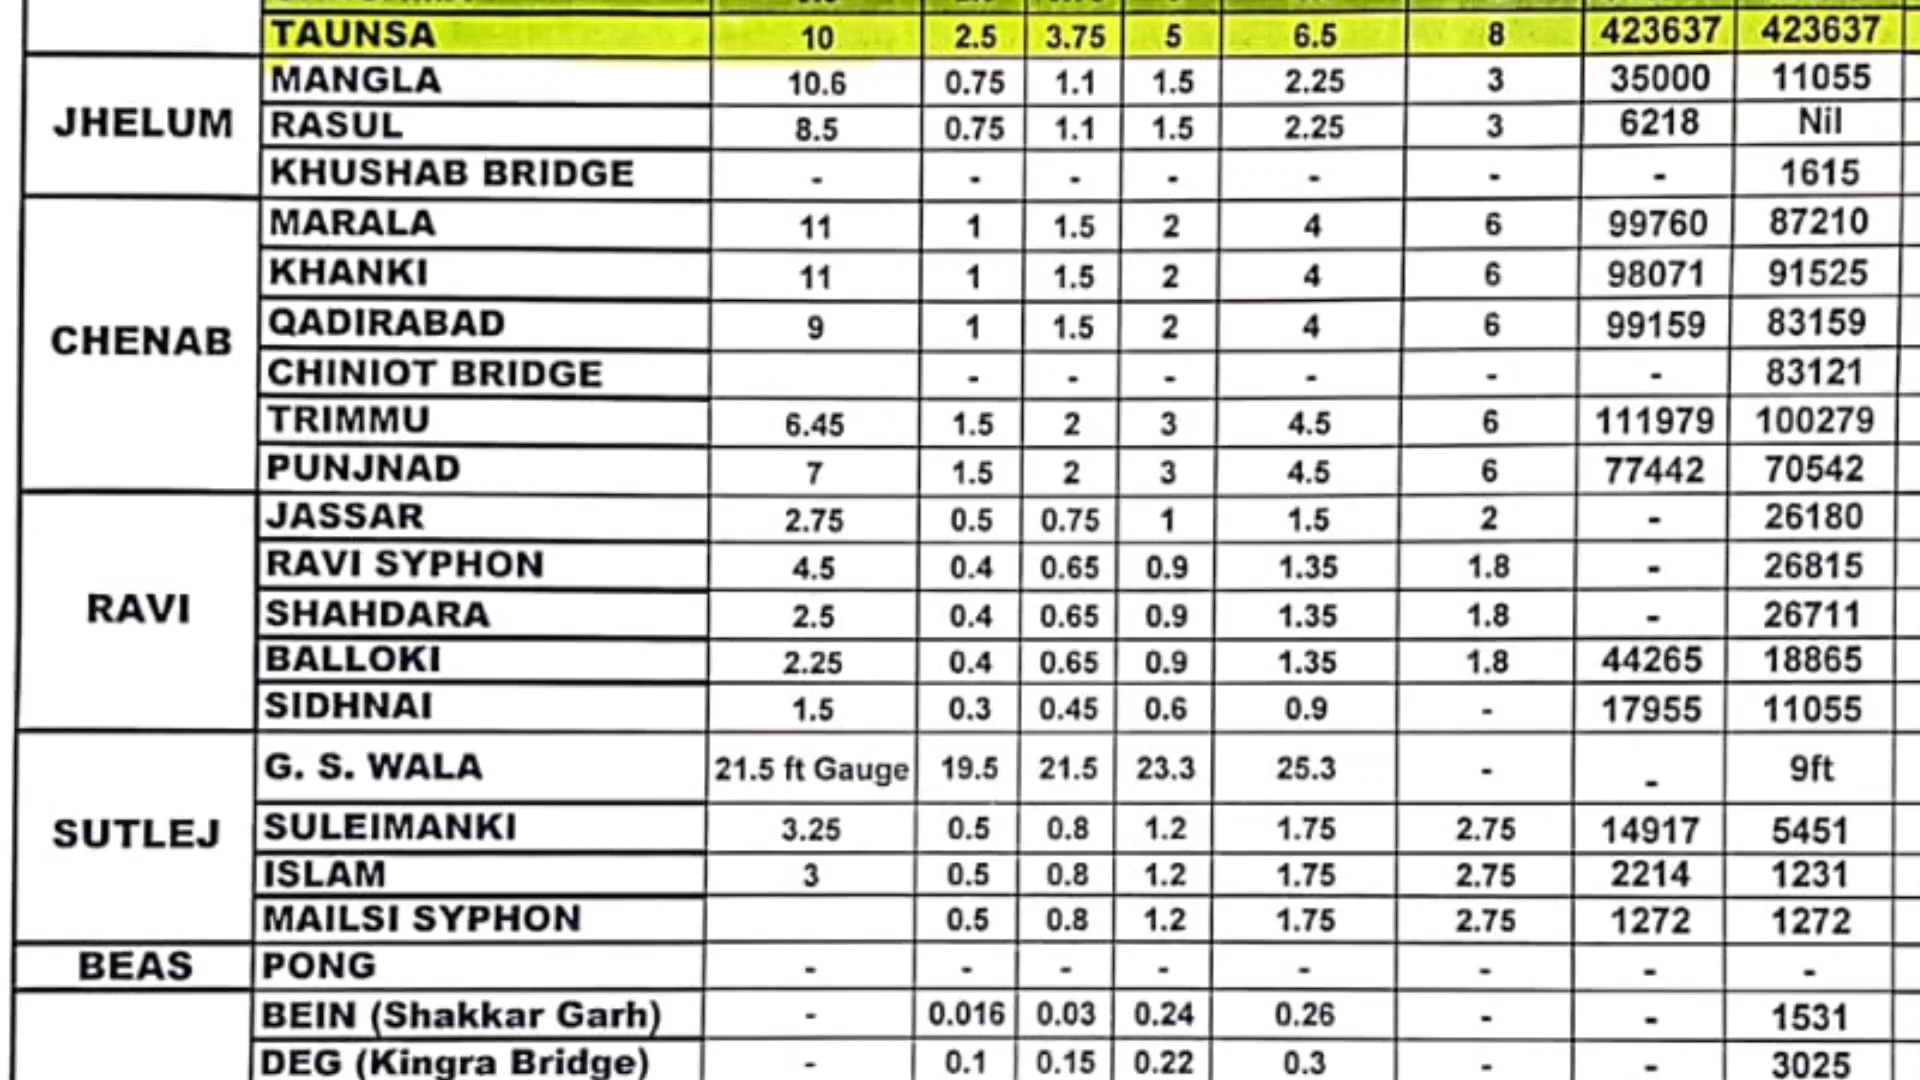 TAUNSA 10 2.5 3.75 5 6.5 8 423637 423637
JHELUM
MANGLA 10.6 0.75 1.1 1.5 2.25 3 35000 11055
RASUL 8.5 0.75 1.1 1.5 2.25 3 6218 Nil
KHUSHAB BRIDGE - - - - - - - 1615
CHENAB
MARALA 11 1 1.5 2 4 6 99760 87210
KHANKI 11 1 1.5 2 4 6 98071 91525
QADIRABAD 9 1 1.5 2 4 6 99159 83159
CHINIOT BRIDGE - - - - - - 83121
TRIMMU 6.45 1.5 2 3 4.5 6 111979 100279
PUNJNAD 7 1.5 2 3 4.5 6 77442 70542
RAVI
JASSAR 2.75 0.5 0.75 1 1.5 2 - 26180
RAVI SYPHON 4.5 0.4 0.65 0.9 1.35 1.8 - 26815
SHAHDARA 2.5 0.4 0.65 0.9 1.35 1.8 - 26711
BALLOKI 2.25 0.4 0.65 0.9 1.35 1.8 44265 18865
SIDHNAI 1.5 0.3 0.45 0.6 0.9 - 17955 11055
SUTLEJ
G. S. WALA 21.5 ft Gauge 19.5 21.5 23.3 25.3 - - 9ft
SULEIMANKI 3.25 0.5 0.8 1.2 1.75 2.75 14917 5451
ISLAM 3 0.5 0.8 1.2 1.75 2.75 2214 1231
MAILSI SYPHON 0.5 0.8 1.2 1.75 2.75 1272 1272
BEAS PONG - - - - - - - -
BEIN (Shakkar Garh) - 0.016 0.03 0.24 0.26 - - 1531
DEG (Kingra Bridge) - 0.1 0.15 0.22 0.3 - - 3025